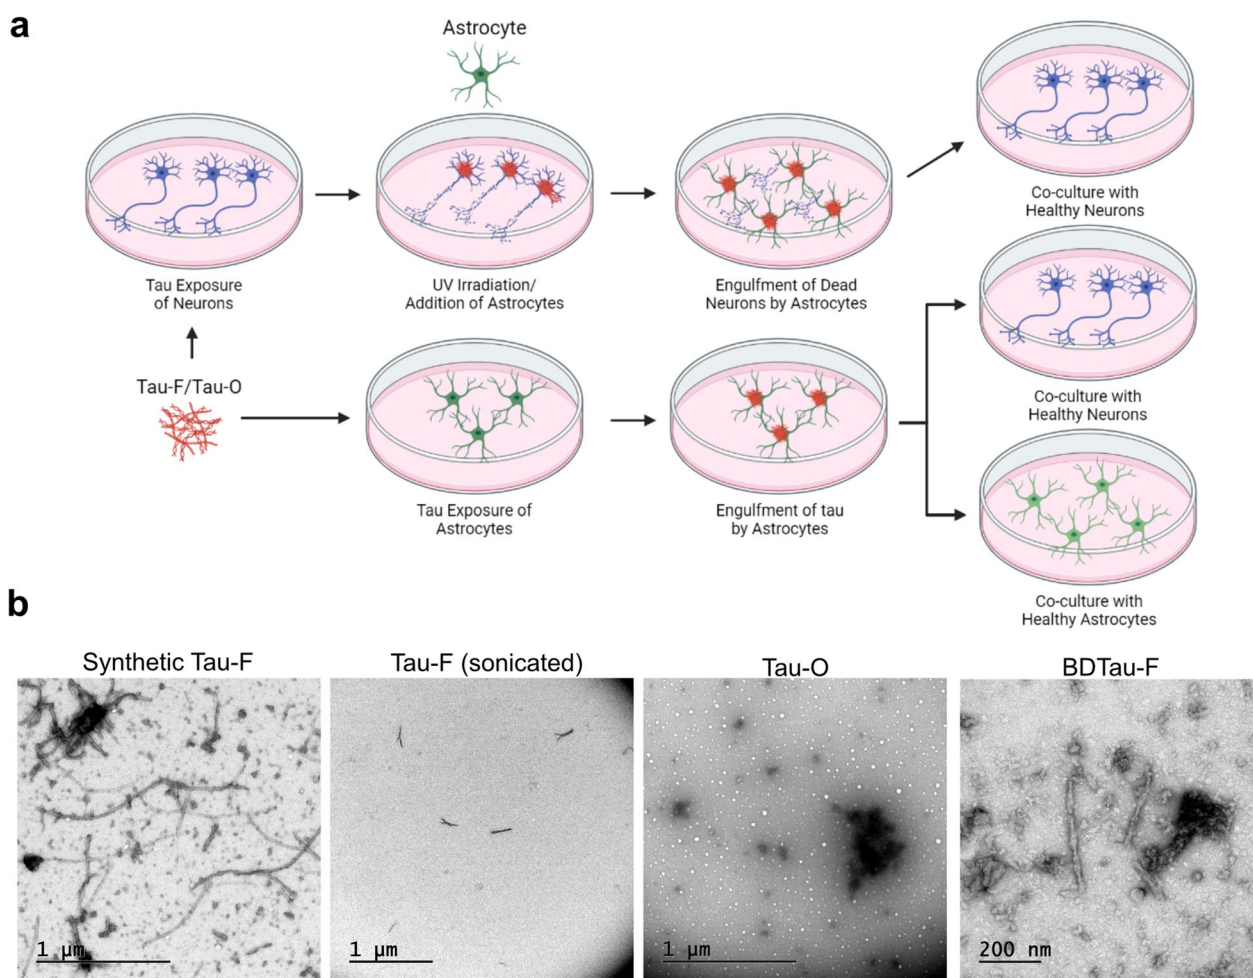 a
Astrocyte
Tau Exposure
of Neurons
UV Irradiation/
Addition of Astrocytes
Engulfment of Dead
Neurons by Astrocytes
Co-culture with
Healthy Neurons
Tau-F/Tau-O
Tau Exposure of
Astrocytes
Engulfment of tau
by Astrocytes
Co-culture with
Healthy Neurons
Co-culture with
Healthy Astrocytes
b
Synthetic Tau-F
Tau-F (sonicated)
Tau-O
BDTau-F
1 µm
1 µm
1 µm
200 nm